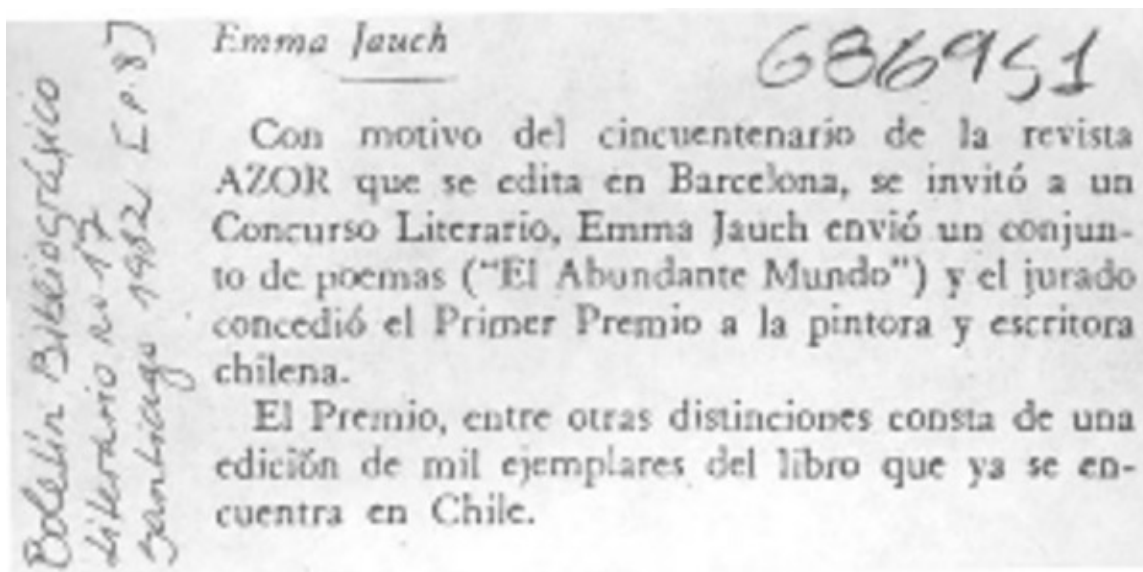 Emma Jauch
686951
Con motivo del cincuentenario de la revista
AZOR que se edita en Barcelona, se invitó a un
Concurso Literario, Emma Jauch envió un conjun-
to de poemas ("El Abundante Mundo") y el jurado
concedió el Primer Premio a la pintora y escritora
chilena.
El Premio, entre otras distinciones consta de una
edición de mil ejemplares del libro que ya se en-
cuentra en Chile.
Boletín Bibliográfico
Literario No 17
Santiago 1982 [p. 8]